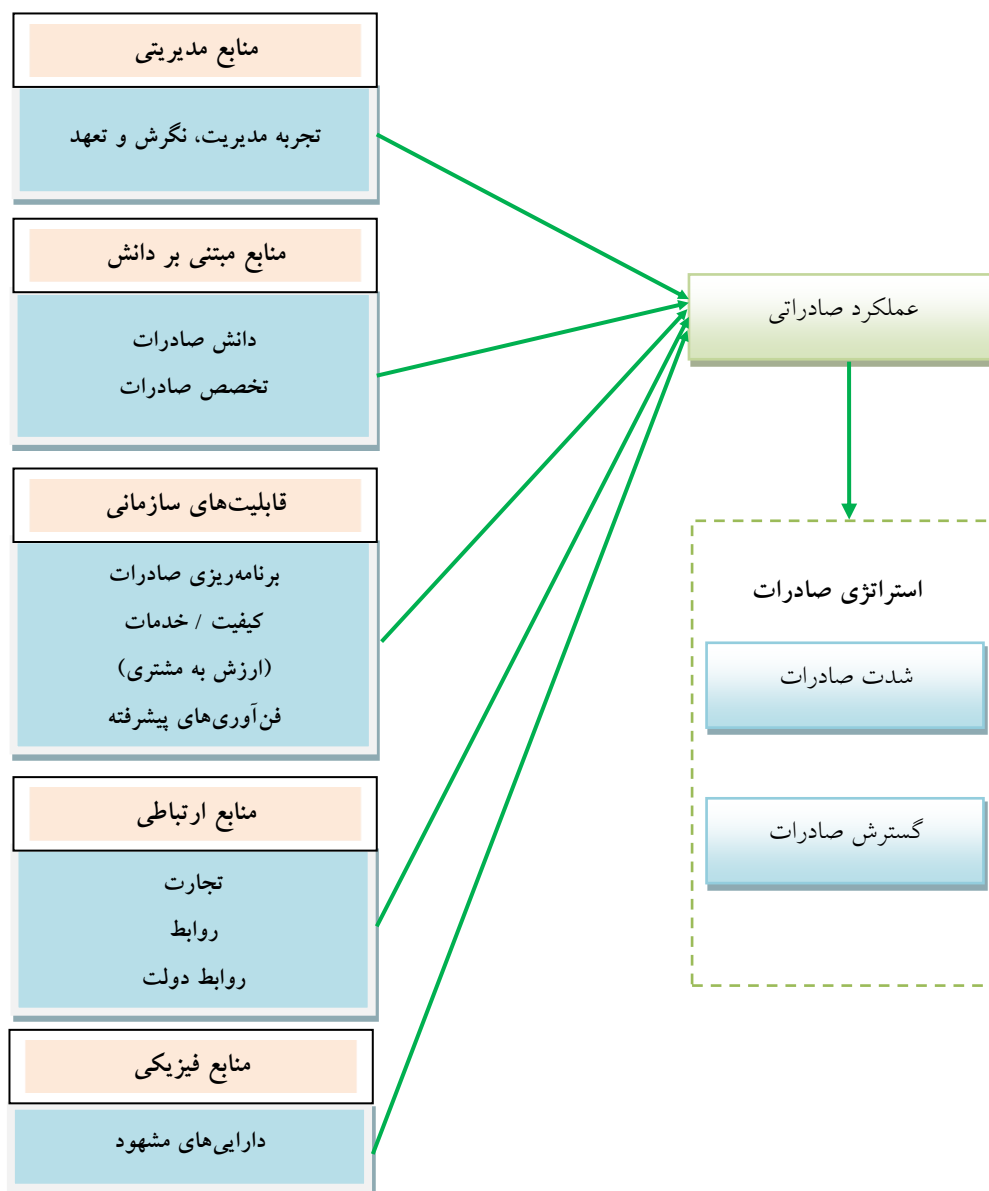 منابع مدیریتی
تجربه مدیریت، نگرش و تعهد
منابع مبتنی بر دانش
دانش صادرات
تخصص صادرات
قابلیت‌های سازمانی
برنامه‌ریزی صادرات
کیفیت / خدمات
(ارزش به مشتری)
فن‌آوری‌های پیشرفته
منابع ارتباطی
تجارت
روابط
روابط دولت
منابع فیزیکی
دارایی‌های مشهود
عملکرد صادراتی
استراتژی صادرات
شدت صادرات
گسترش صادرات